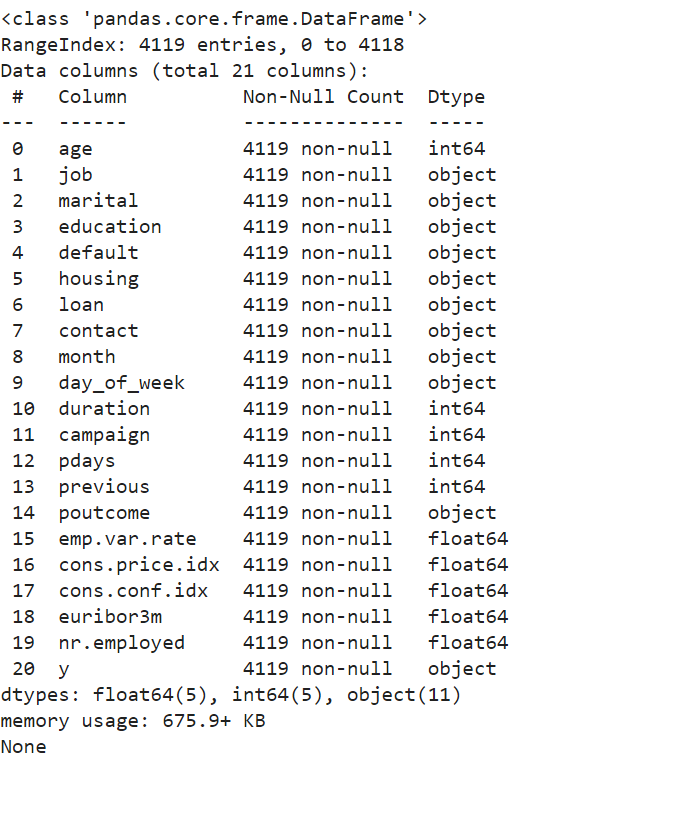 <class 'pandas.core.frame.DataFrame'>
RangeIndex: 4119 entries, 0 to 4118
Data columns (total 21 columns):
 #   Column          Non-Null Count  Dtype
---  ------          --------------  -----
 0   age             4119 non-null   int64
 1   job             4119 non-null   object
 2   marital         4119 non-null   object
 3   education       4119 non-null   object
 4   default         4119 non-null   object
 5   housing         4119 non-null   object
 6   loan            4119 non-null   object
 7   contact         4119 non-null   object
 8   month           4119 non-null   object
 9   day_of_week     4119 non-null   object
 10  duration        4119 non-null   int64
 11  campaign        4119 non-null   int64
 12  pdays           4119 non-null   int64
 13  previous        4119 non-null   int64
 14  poutcome        4119 non-null   object
 15  emp.var.rate    4119 non-null   float64
 16  cons.price.idx  4119 non-null   float64
 17  cons.conf.idx   4119 non-null   float64
 18  euribor3m       4119 non-null   float64
 19  nr.employed     4119 non-null   float64
 20  y               4119 non-null   object
dtypes: float64(5), int64(5), object(11)
memory usage: 675.9+ KB
None